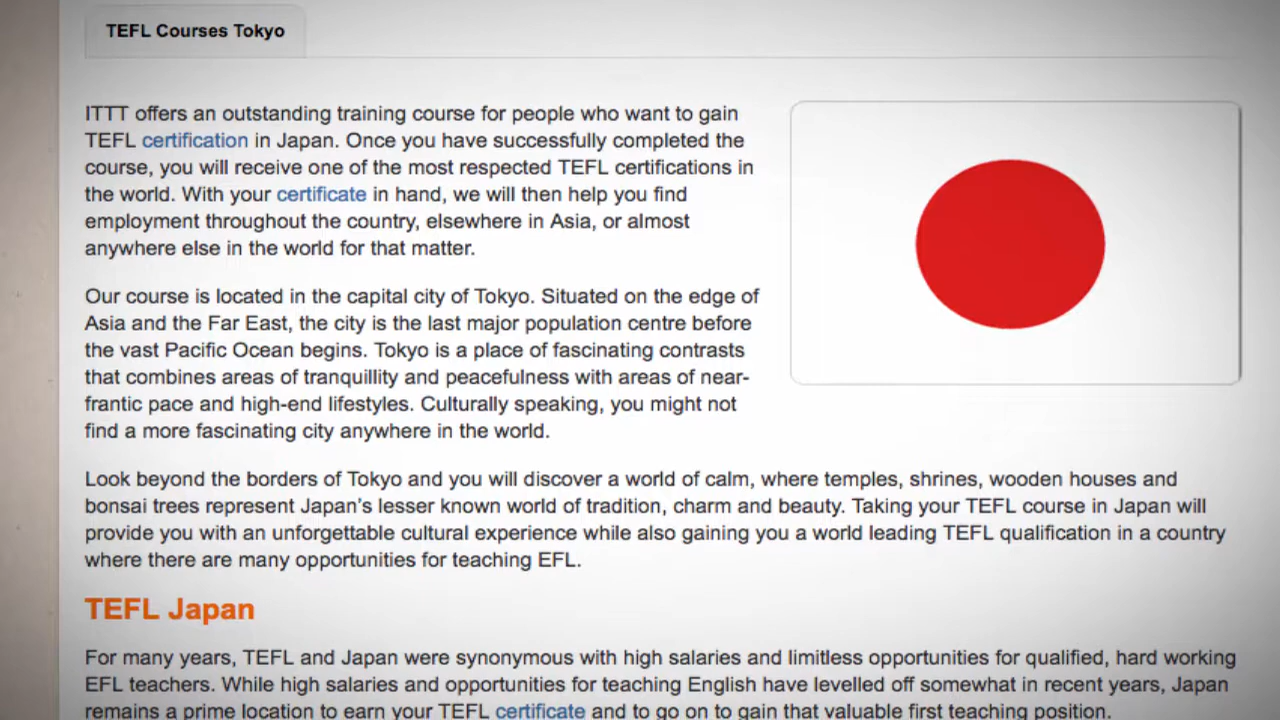 TEFL Courses Tokyo
ITTT offers an outstanding training course for people who want to gain
TEFL certification in Japan. Once you have successfully completed the
course, you will receive one of the most respected TEFL certifications in
the world. With your certificate in hand, we will then help you find
employment throughout the country, elsewhere in Asia, or almost
anywhere else in the world for that matter.
Our course is located in the capital city of Tokyo. Situated on the edge of
Asia and the Far East, the city is the last major population centre before
the vast Pacific Ocean begins. Tokyo is a place of fascinating contrasts
that combines areas of tranquillity and peacefulness with areas of near-
frantic pace and high-end lifestyles. Culturally speaking, you might not
find a more fascinating city anywhere in the world.
Look beyond the borders of Tokyo and you will discover a world of calm, where temples, shrines, wooden houses and
bonsai trees represent Japan's lesser known world of tradition, charm and beauty. Taking your TEFL course in Japan will
provide you with an unforgettable cultural experience while also gaining you a world leading TEFL qualification in a country
where there are many opportunities for teaching EFL.
TEFL Japan
For many years, TEFL and Japan were synonymous with high salaries and limitless opportunities for qualified, hard working
EFL teachers. While high salaries and opportunities for teaching English have levelled off somewhat in recent years, Japan
remains a prime location to earn your TEFL certificate and to go on to gain that valuable first teaching position.